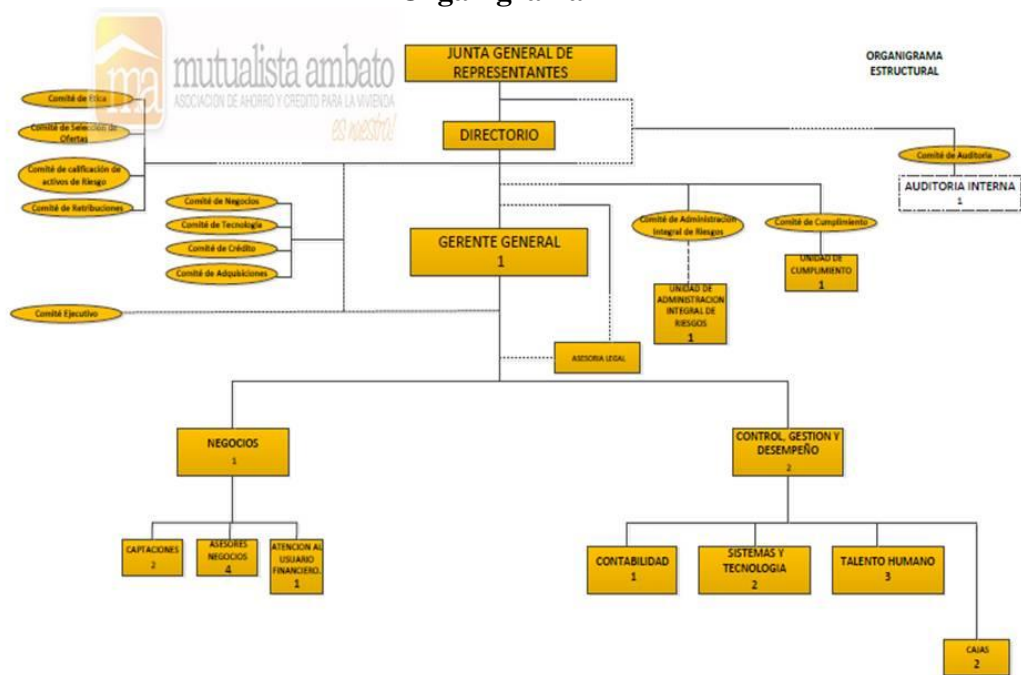 JUNTA GENERAL DE
REPRESENTANTES
ORGANIGRAMA
ESTRUCTURAL
ma
mutualista ambato
ASOCIACION DE AHORRO Y CREDITO PARA LA VIVIENDA
es nuestro!
DIRECTORIO
Comité de Etica
Comité de Selección de
Ofertas
Comité de calificación de
activos de Riesgo
Comité de Retribuciones
Comité de Auditoria
AUDITORIA INTERNA
1
Comité de Negocios
Comité de Tecnología
Comité de Crédito
Comité de Adquisiciones
GERENTE GENERAL
1
Comité de Administracion
Integral de Riesgos
Comité de Cumplimiento
UNIDAD DE
CUMPLIMIENTO
1
UNIDAD DE
ADMINISTRACION
INTEGRAL DE
RIESGOS
1
Comité Ejecutivo
ASESORIA LEGAL
NEGOCIOS
1
CONTROL, GESTION Y
DESEMPEÑO
2
CAPTACIONES
2
ASESORES
NEGOCIOS
4
ATENCION AL
USUARIO
FINANCIERO.
1
CONTABILIDAD
1
SISTEMAS Y
TECNOLOGIA
2
TALENTO HUMANO
3
CAJAS
2